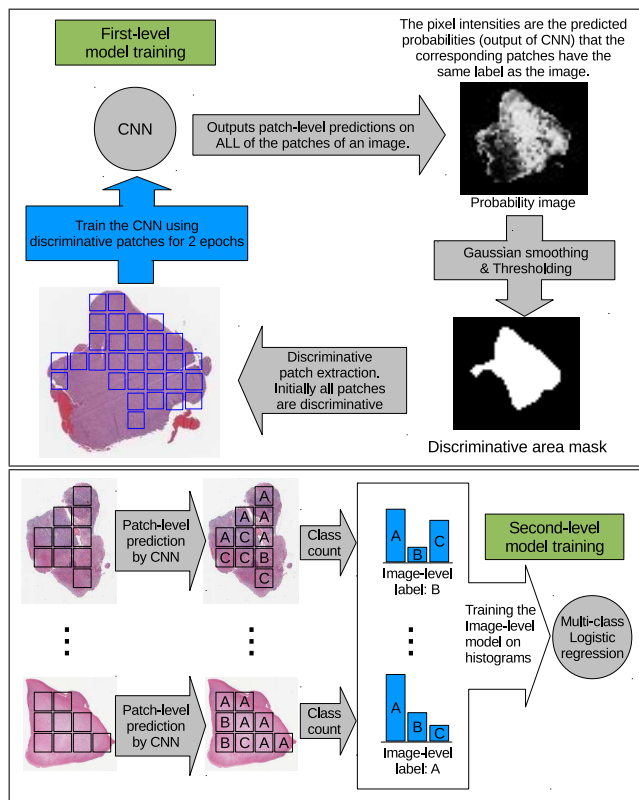 First-level
model training
The pixel intensities are the predicted
probabilities (output of CNN) that the
corresponding patches have the
same label as the image.
CNN
Outputs patch-level predictions on
ALL of the patches of an image.
Probability image
Train the CNN using
discriminative patches for 2 epochs
Gaussian smoothing
& Thresholding
Discriminative
patch extraction.
Initially all patches
are discriminative
Discriminative area mask
Patch-level
prediction
by CNN
A
A A
A C A
C C B
C
Class
count
A B C
Image-level
label: B
Second-level
model training
Training the
Image-level
model on
histograms
Multi-class
Logistic
regression
Patch-level
prediction
by CNN
A A
B A A
B C A A
Class
count
A B C
Image-level
label: A